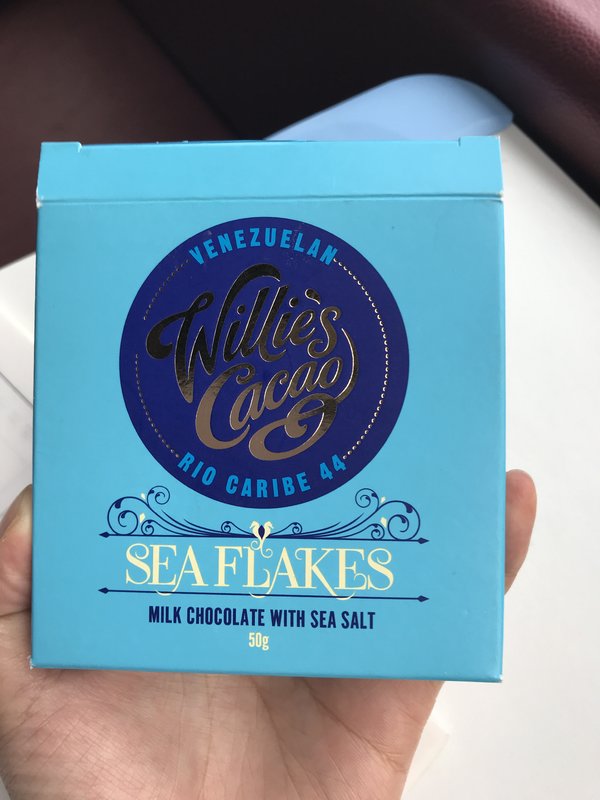 VENEZUELAN
Willie's
Cacao
RIO CARIBE 44
SEA FLAKES
MILK CHOCOLATE WITH SEA SALT
50g